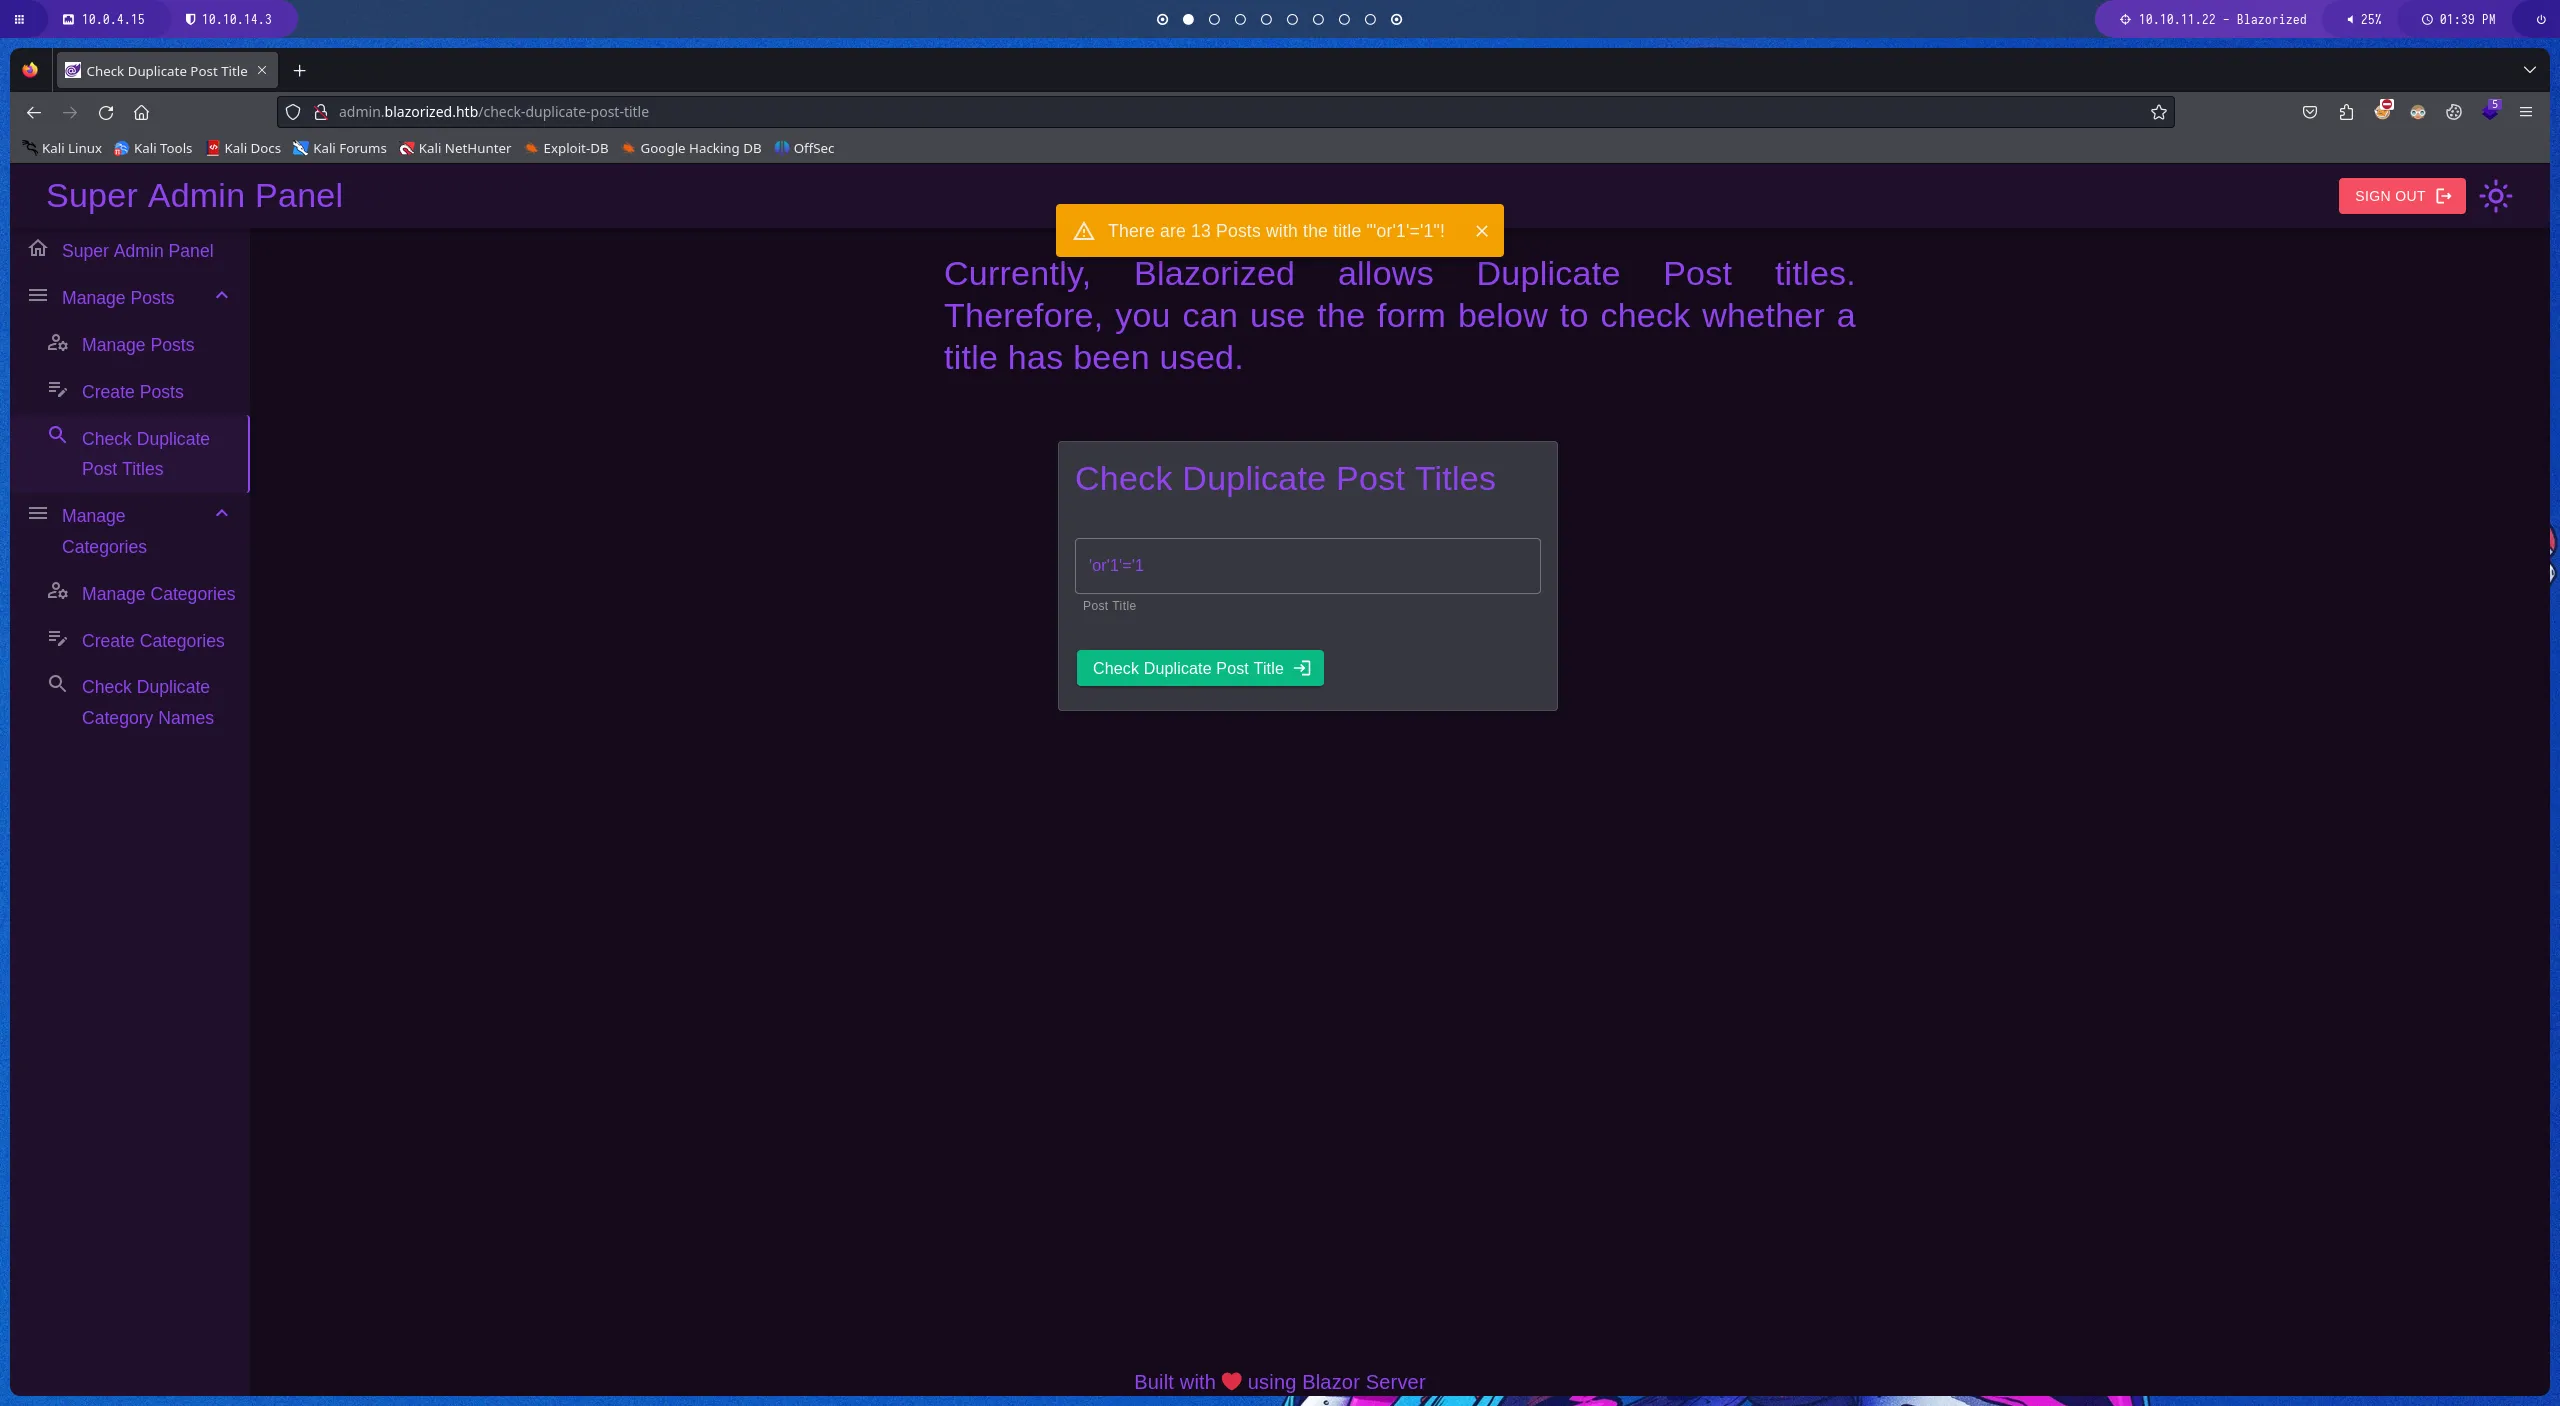 10.0.4.15
10.10.14.3
10.10.11.22 - Blazorized
25%
01:39 PM
Check Duplicate Post Title
admin.blazorized.htb/check-duplicate-post-title
5
Kali Linux
Kali Tools
Kali Docs
Kali Forums
Kali NetHunter
Exploit-DB
Google Hacking DB
OffSec
Super Admin Panel
SIGN OUT
There are 13 Posts with the title "'or'1'='1"!
Super Admin Panel
Manage Posts
Manage Posts
Create Posts
Check Duplicate
Post Titles
Manage
Categories
Manage Categories
Create Categories
Check Duplicate
Category Names
Currently, Blazorized allows Duplicate Post titles.
Therefore, you can use the form below to check whether a
title has been used.
Check Duplicate Post Titles
'or'1'='1
Post Title
Check Duplicate Post Title
Built with ❤️ using Blazor Server